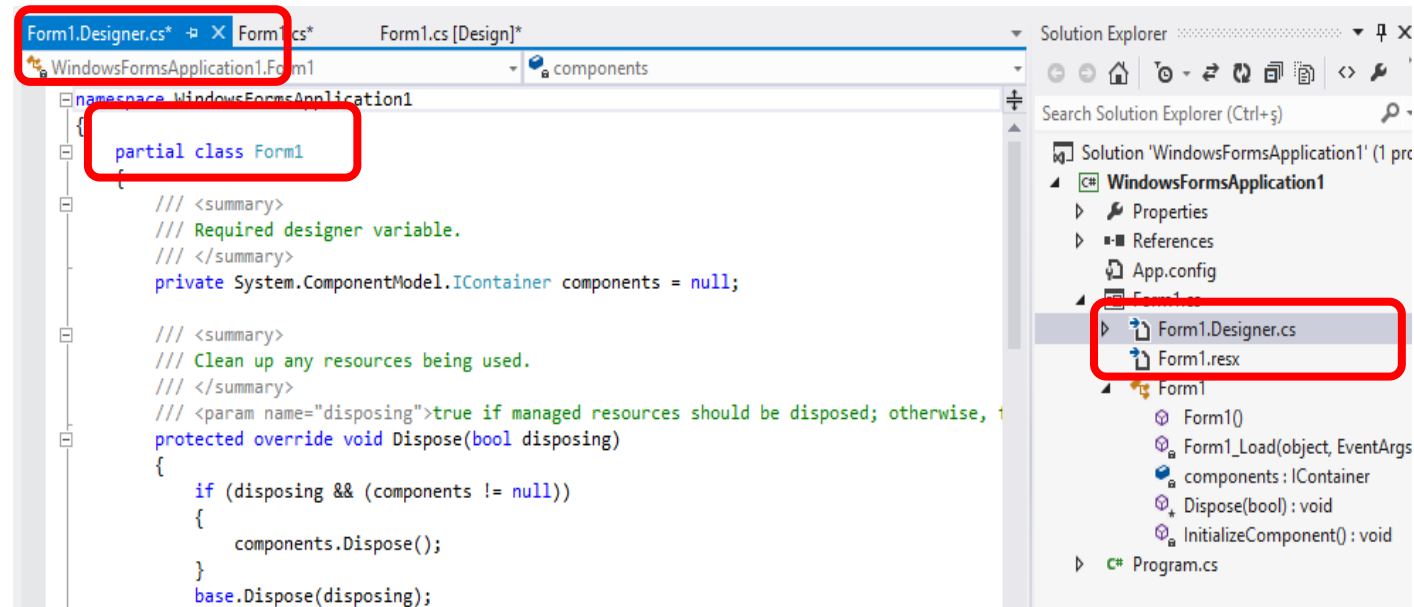 Form1.Designer.cs*
Form1.cs*
Form1.cs [Design]*
WindowsFormsApplication1.Form1
components
namespace WindowsFormsApplication1
{
partial class Form1
{
/// <summary>
/// Required designer variable.
/// </summary>
private System.ComponentModel.IContainer components = null;
/// <summary>
/// Clean up any resources being used.
/// </summary>
/// <param name="disposing">true if managed resources should be disposed; otherwise,
protected override void Dispose(bool disposing)
{
if (disposing && (components != null))
{
components.Dispose();
}
base.Dispose(disposing);
Solution Explorer
Search Solution Explorer (Ctrl+ş)
Solution 'WindowsFormsApplication1' (1 pro
C# WindowsFormsApplication1
Properties
References
App.config
Form1.cs
Form1.Designer.cs
Form1.resx
Form1
Form1()
Form1_Load(object, EventArgs
components : IContainer
Dispose(bool) : void
InitializeComponent() : void
C# Program.cs